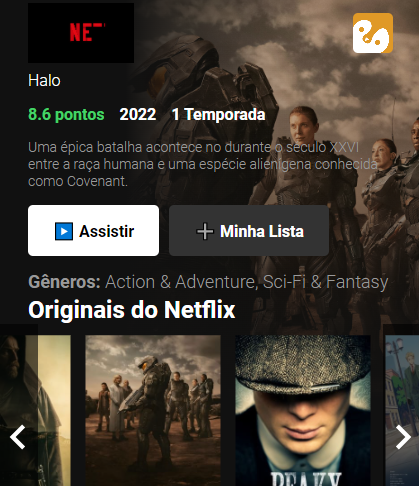 NET
Halo
8.6 pontos 2022 1 Temporada
Uma épica batalha acontece no durante o século XXVI
entre a raça humana e uma espécie alienígena conhecida
como Covenant.
Assistir Minha Lista
Gêneros: Action & Adventure, Sci-Fi & Fantasy
Originais do Netflix
PEAKY